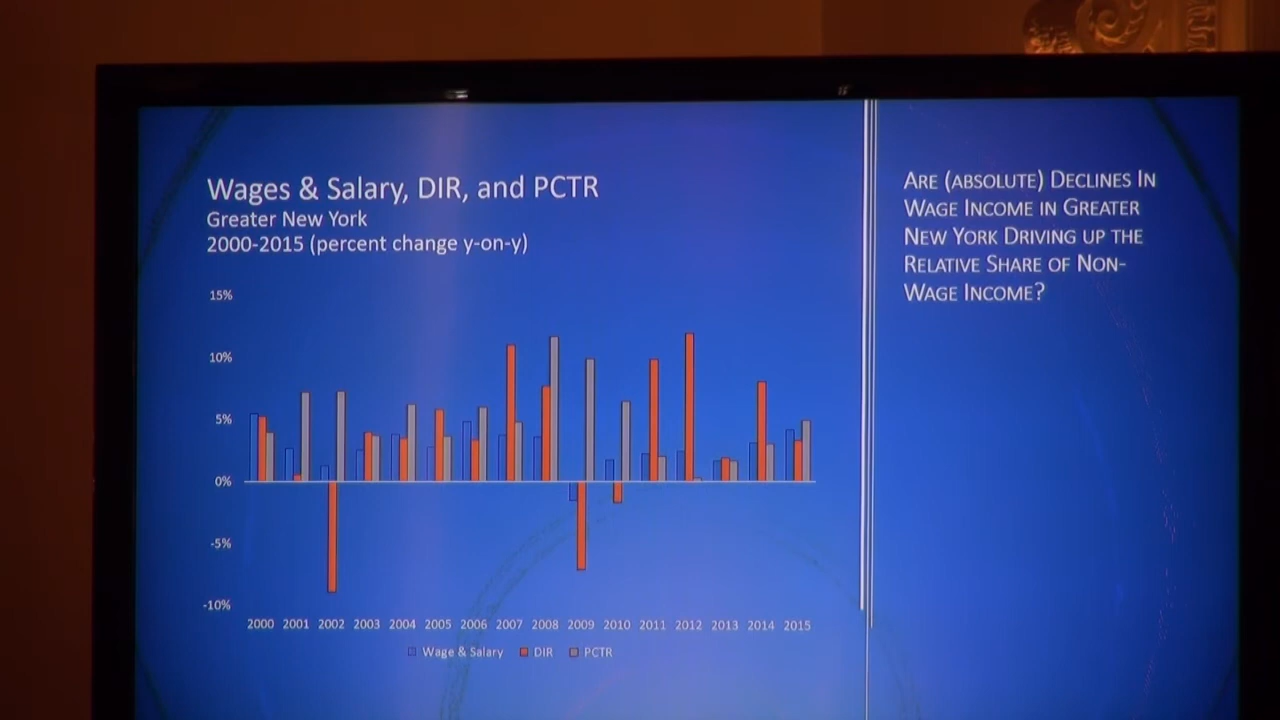 Wages & Salary, DIR, and PCTR
Greater New York
2000-2015 (percent change y-on-y)
15%
10%
5%
0%
-5%
-10%
2000 2001 2002 2003 2004 2005 2006 2007 2008 2009 2010 2011 2012 2013 2014 2015
Wage & Salary DIR PCTR
ARE (ABSOLUTE) DECLINES IN
WAGE INCOME IN GREATER
NEW YORK DRIVING UP THE
RELATIVE SHARE OF NON-
WAGE INCOME?